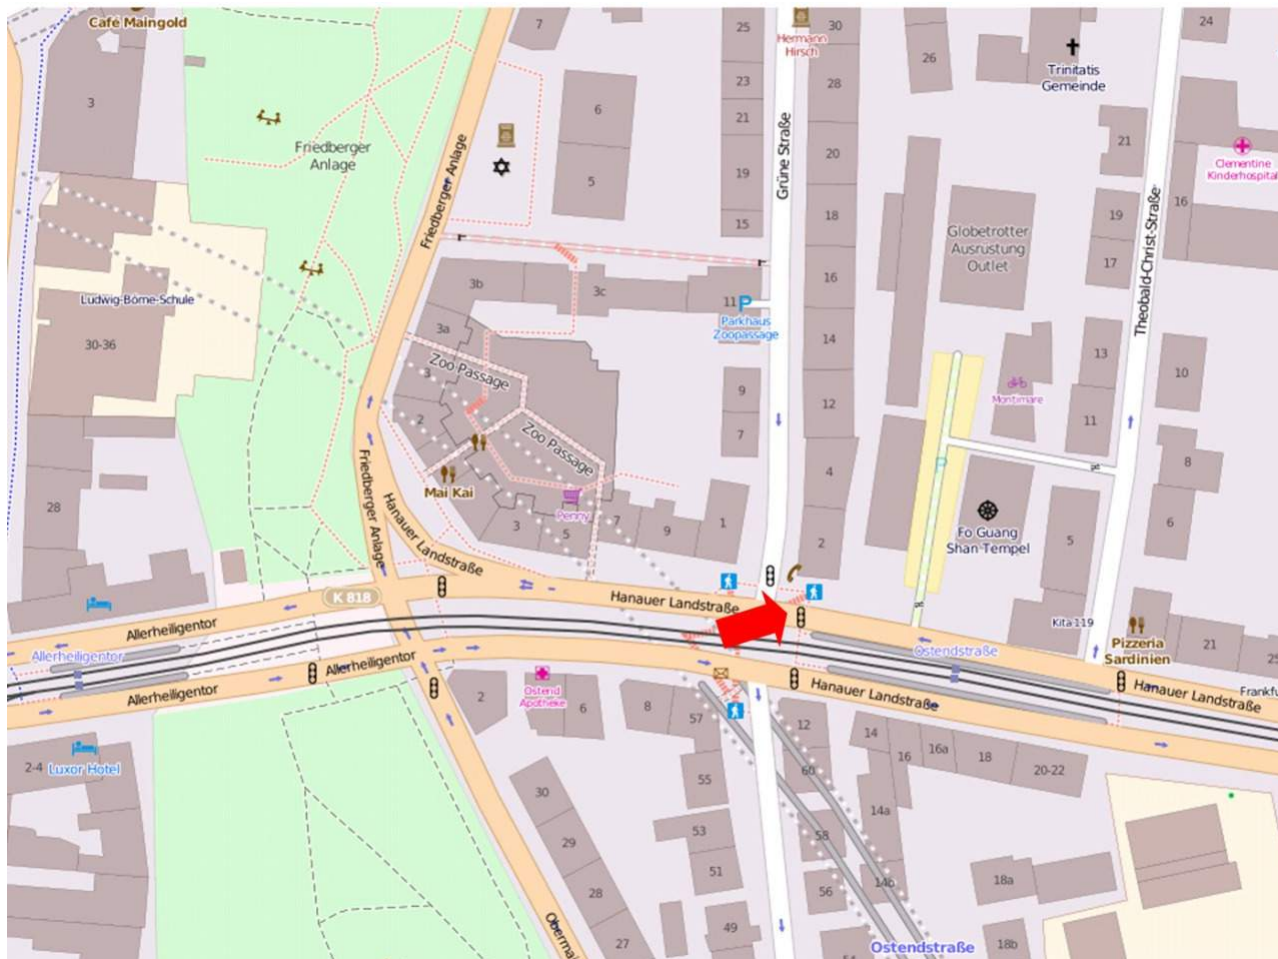 Café Maingold
7
25
Hermann
Hirsch
30
26
24
Trinitatis
Gemeinde
3
23
28
6
21
Friedberger
Anlage
Friedberger Anlage
Grüne Straße
20
21
Clementine
Kinderhospital
5
19
18
19
16
15
Globetrotter
Ausrüstung
Outlet
17
Theobald-Christ-Straße
3b
3c
11
P
Parkhaus
Zoopassage
16
Ludwig-Börne-Schule
30-36
3a
14
13
10
Zoo Passage
3
9
12
Montimare
2
7
11
Zoo Passage
4
8
Mai Kai
28
Penny
3
5
7
9
1
2
Fo Guang
Shan Tempel
5
6
Friedberger Anlage
Hanauer Landstraße
K 818
Hanauer Landstraße
Kita 119
Pizzeria
Sardinien
21
25
Allerheiligentor
Allerheiligentor
Allerheiligentor
Allerheiligentor
Ostendstraße
Hanauer Landstraße
Hanauer Landstraße
Frankfu
2
Ostend
Apotheke
6
8
57
12
14
16
16a
18
20-22
2-4
Luxor Hotel
30
55
60
14a
29
53
58
51
28
56
14b
18a
49
27
Obermai
54
Ostendstraße
18b